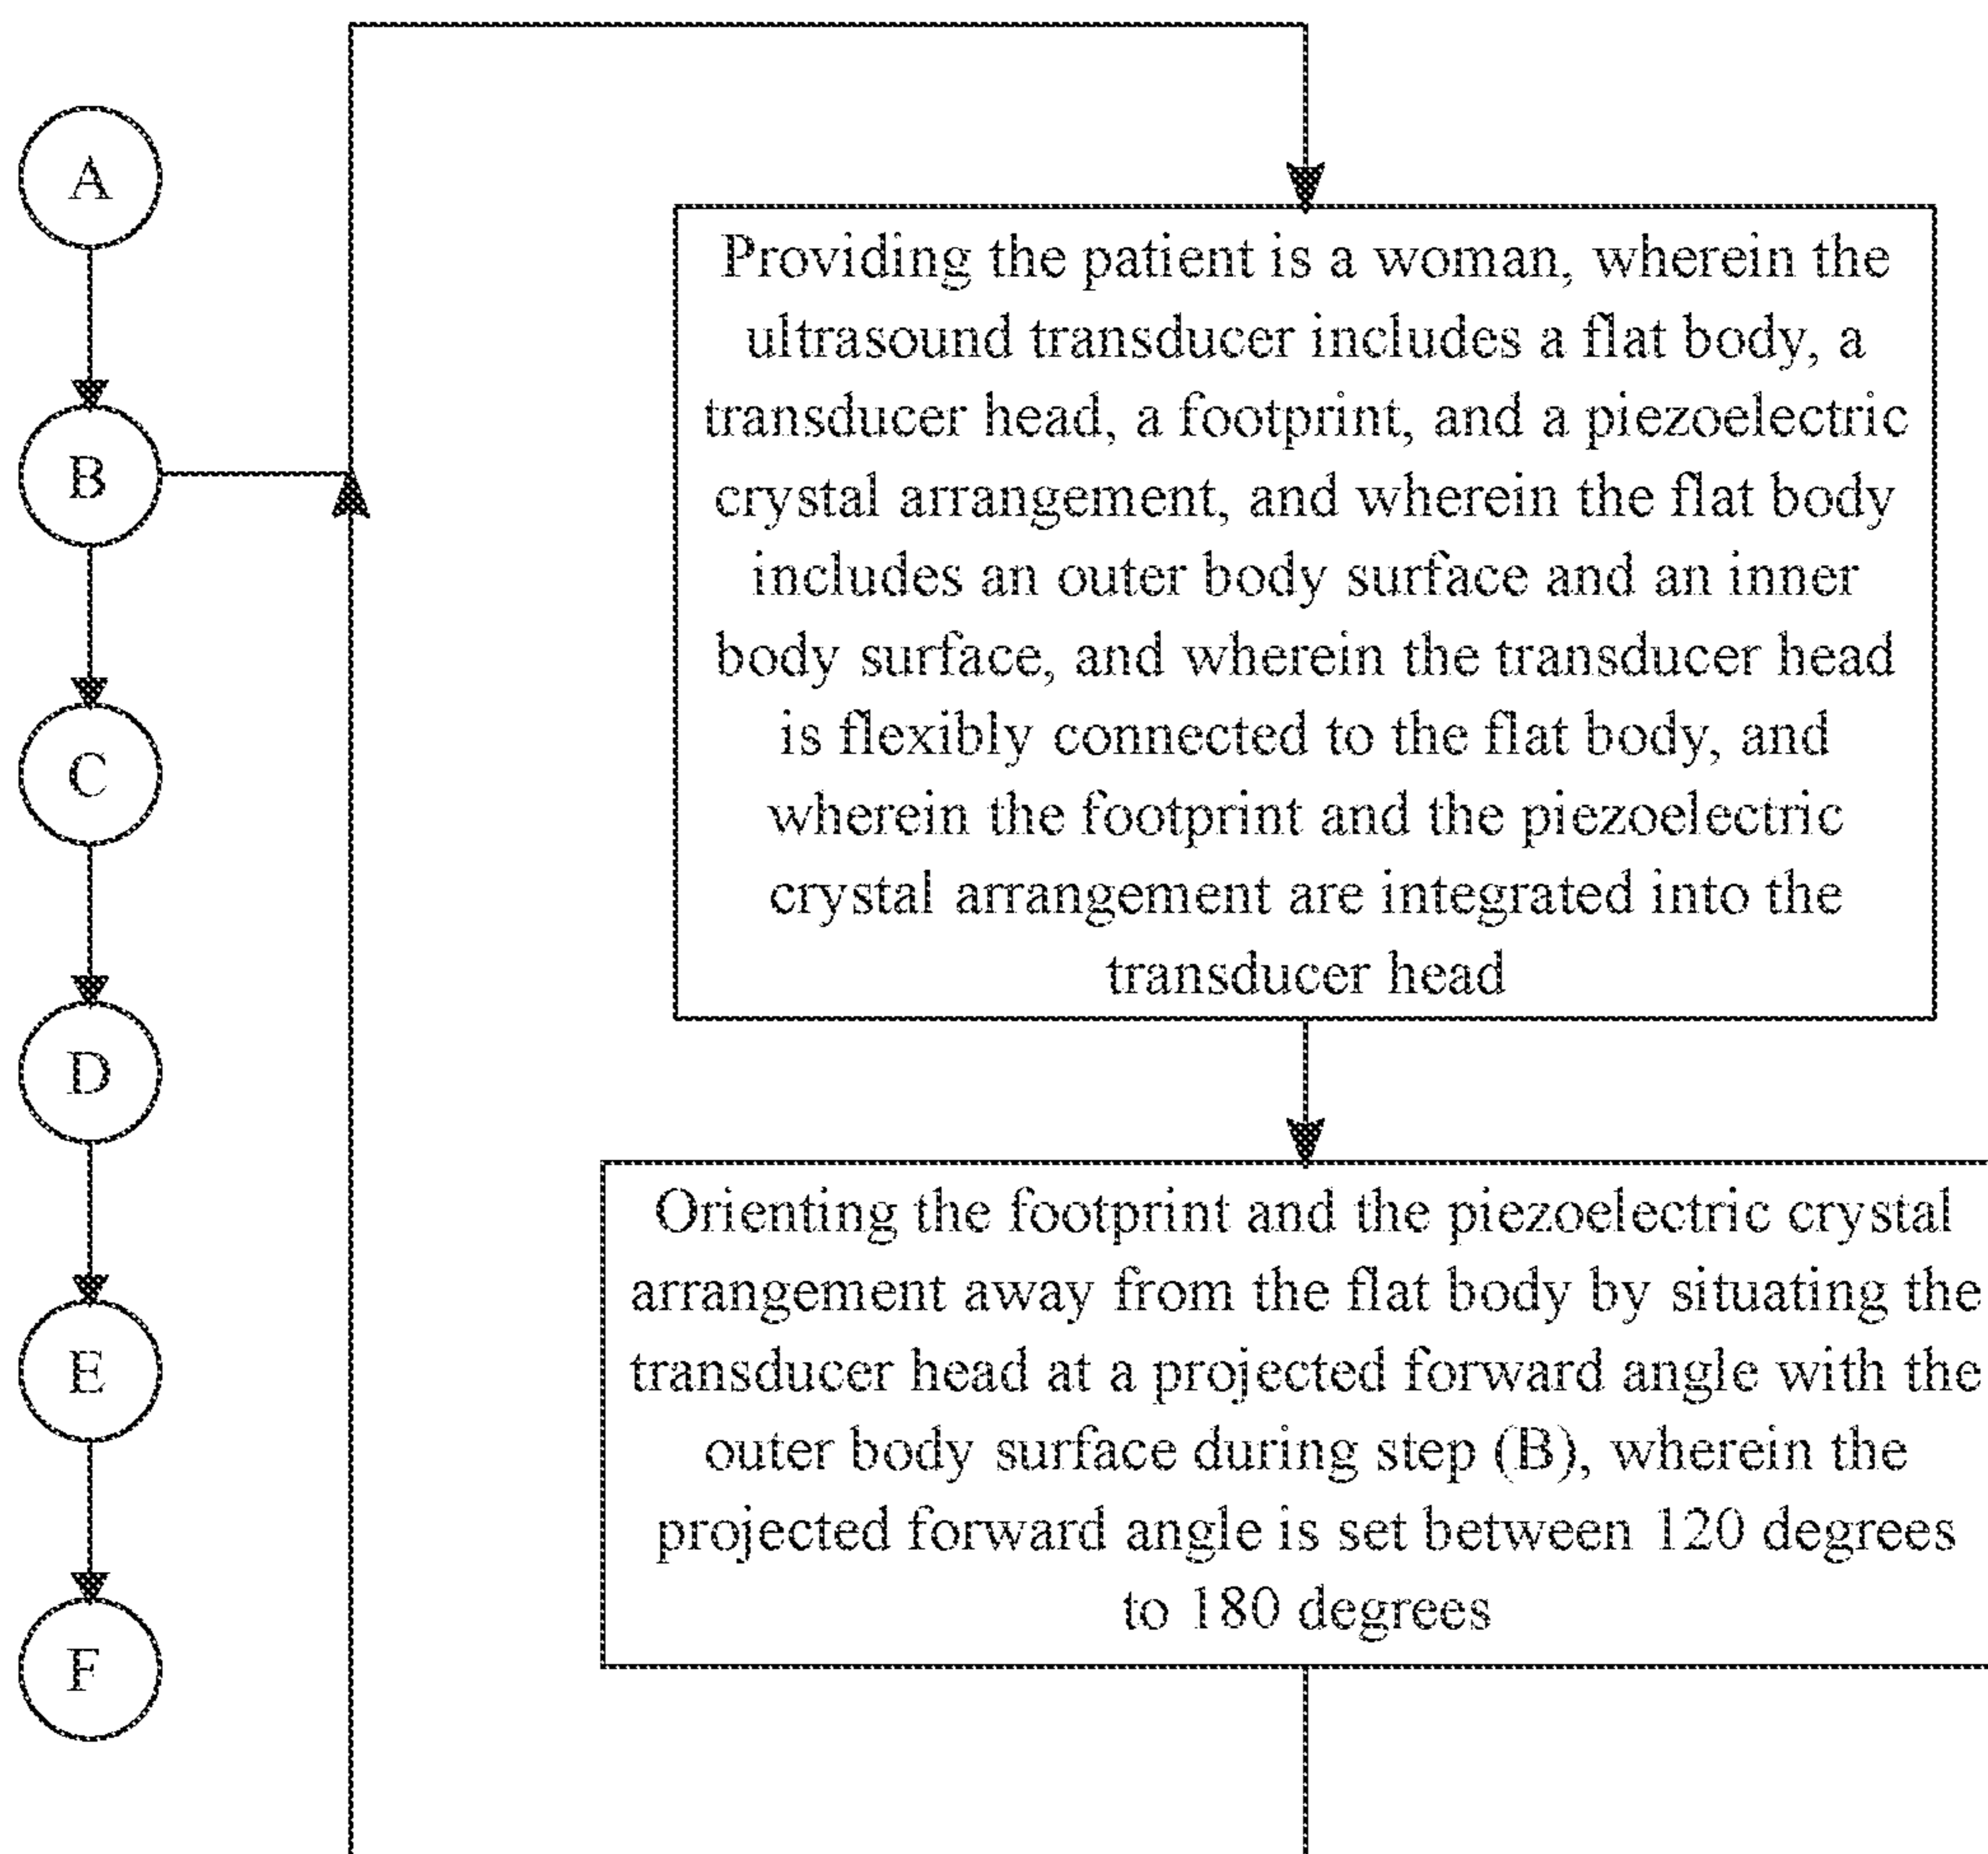 A
B
C
D
E
F
Providing the patient is a woman, wherein the
ultrasound transducer includes a flat body, a
transducer head, a footprint, and a piezoelectric
crystal arrangement, and wherein the flat body
includes an outer body surface and an inner
body surface, and wherein the transducer head
is flexibly connected to the flat body, and
wherein the footprint and the piezoelectric
crystal arrangement are integrated into the
transducer head
Orienting the footprint and the piezoelectric crystal
arrangement away from the flat body by situating the
transducer head at a projected forward angle with the
outer body surface during step (B), wherein the
projected forward angle is set between 120 degrees
to 180 degrees